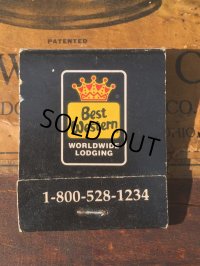 PATENTED
Best
Western
SOLD OUT
WORLDWIDE
LODGING
1-800-528-1234